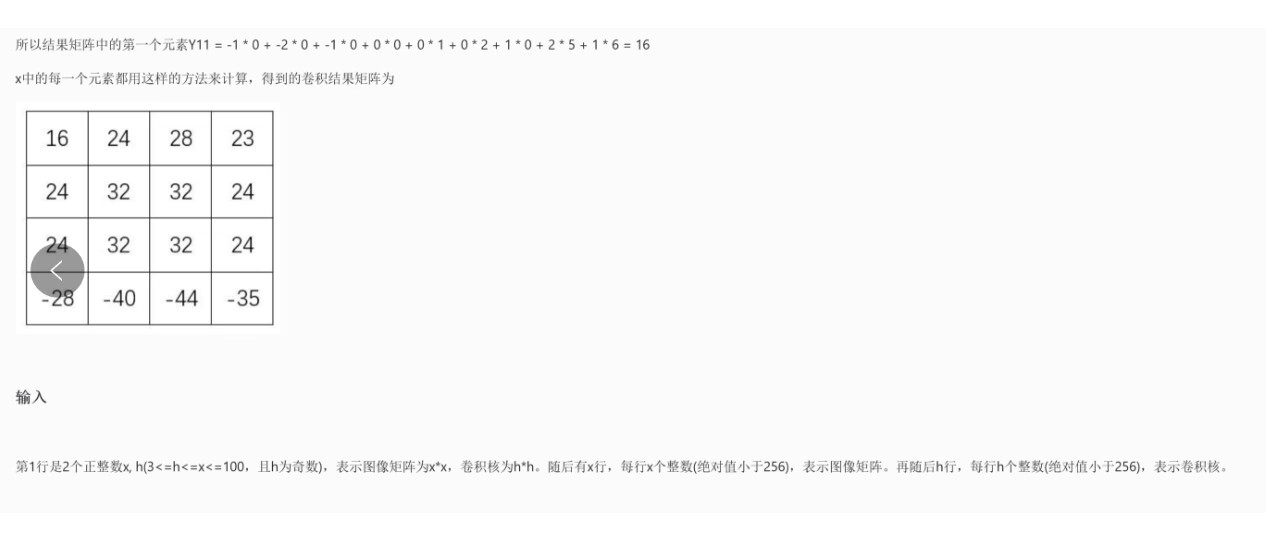 所以结果矩阵中的第一个元素Y11 = -1 * 0 + -2 * 0 + -1 * 0 + 0 * 0 + 0 * 1 + 0 * 2 + 1 * 0 + 2 * 5 + 1 * 6 = 16
x中的每一个元素都用这样的方法来计算，得到的卷积结果矩阵为
16 24 28 23
24 32 32 24
24 32 32 24
-28 -40 -44 -35
输入
第1行是2个正整数x, h(3<=h<=x<=100，且h为奇数)，表示图像矩阵为x*x，卷积核为h*h。随后有x行，每行x个整数(绝对值小于256)，表示图像矩阵。再随后h行，每行h个整数(绝对值小于256)，表示卷积核。